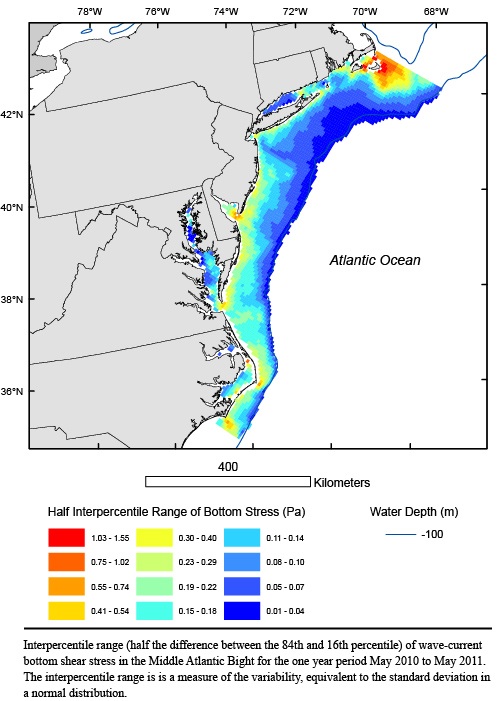 78°W 76°W 74°W 72°W 70°W 68°W
42°N
40°N
Atlantic Ocean
38°N
36°N
400
Kilometers
Half Interpercentile Range of Bottom Stress (Pa) Water Depth (m)
1.03 - 1.55 0.30 - 0.40 0.11 - 0.14 -100
0.75 - 1.02 0.23 - 0.29 0.08 - 0.10
0.55 - 0.74 0.19 - 0.22 0.05 - 0.07
0.41 - 0.54 0.15 - 0.18 0.01 - 0.04
Interpercentile range (half the difference between the 84th and 16th percentile) of wave-current
bottom shear stress in the Middle Atlantic Bight for the one year period May 2010 to May 2011.
The interpercentile range is is a measure of the variability, equivalent to the standard deviation in
a normal distribution.